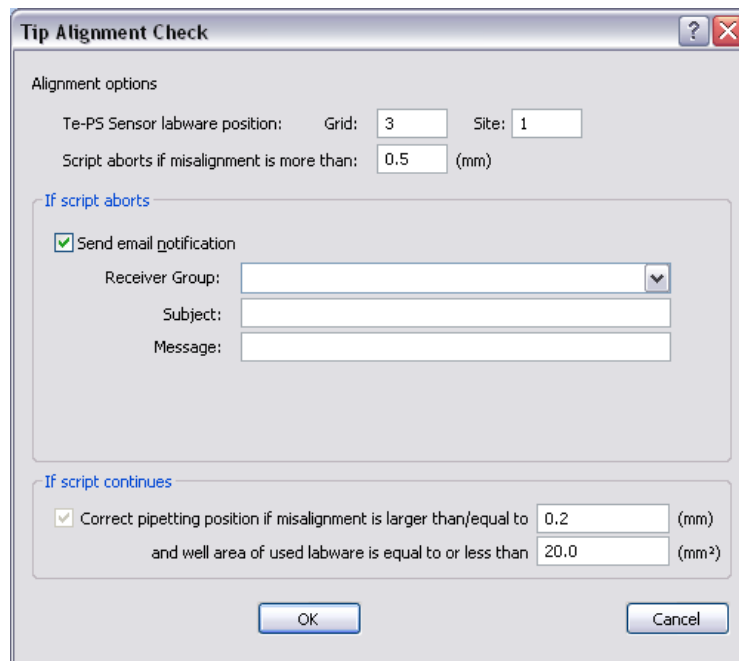 Tip Alignment Check
Alignment options
Te-PS Sensor labware position: Grid: 3 Site: 1
Script aborts if misalignment is more than: 0.5 (mm)
If script aborts
Send email notification
Receiver Group:
Subject:
Message:
If script continues
Correct pipetting position if misalignment is larger than/equal to 0.2 (mm)
and well area of used labware is equal to or less than 20.0 (mm²)
OK Cancel